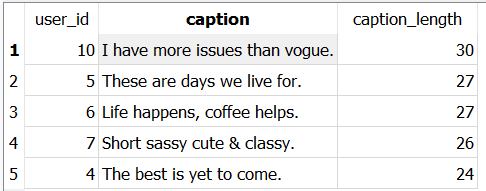 user_id caption caption_length
1 10 I have more issues than vogue. 30
2 5 These are days we live for. 27
3 6 Life happens, coffee helps. 27
4 7 Short sassy cute & classy. 26
5 4 The best is yet to come. 24